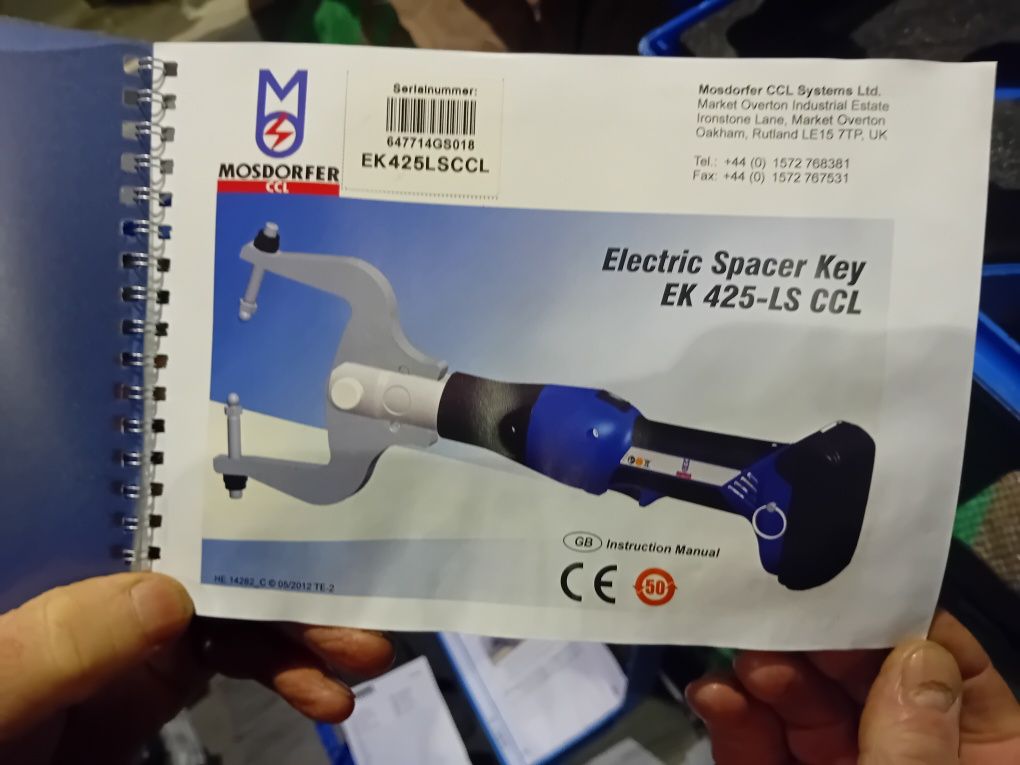 MOSDORFER
CCL
Serialnummer:
647714GS018
EK425LSCCL
Mosdorfer CCL Systems Ltd.
Market Overton Industrial Estate
Ironstone Lane, Market Overton
Oakham, Rutland LE15 7TP, UK
Tel.: +44 (0) 1572 768381
Fax: +44 (0) 1572 767531
Electric Spacer Key
EK 425-LS CCL
GB Instruction Manual
CE 50
HE 14282_C © 05/2012 TE-2